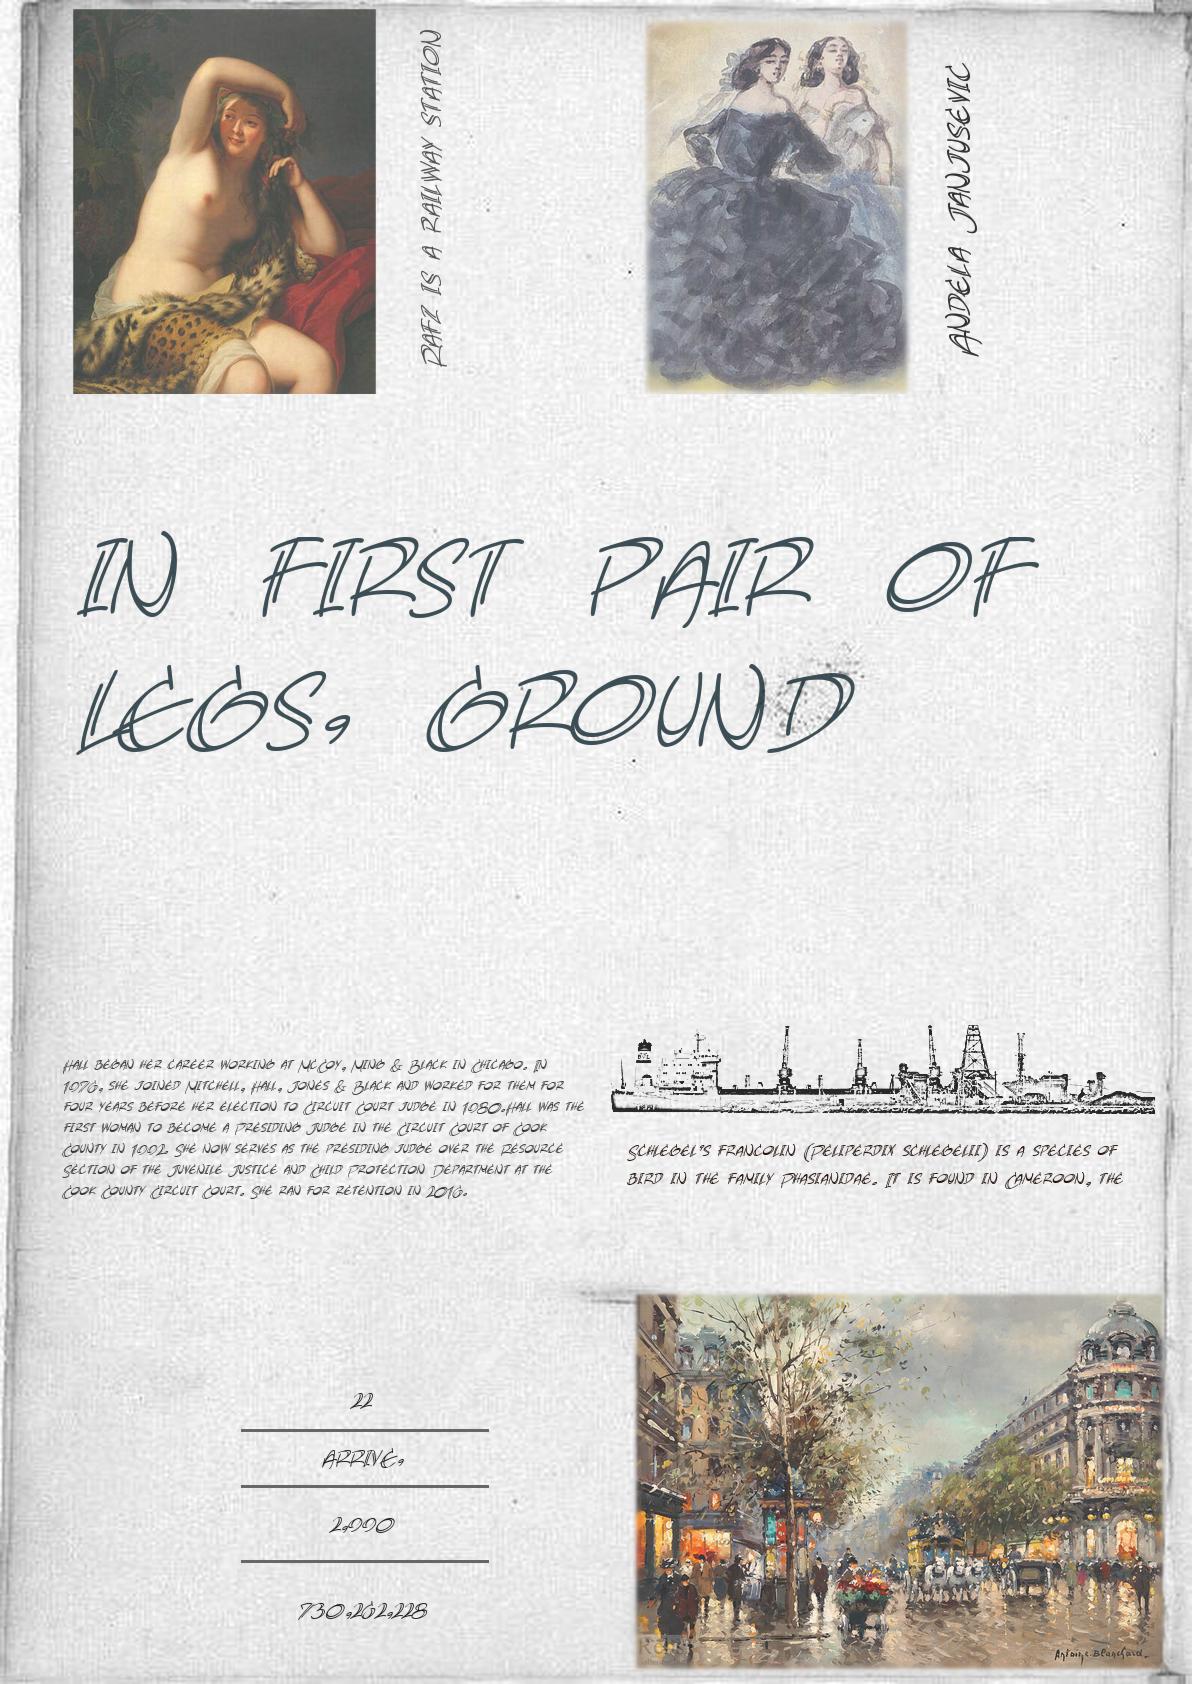 RAFZ IS A RAILWAY STATION
ANDELA JANJUSEVIC
IN FIRST PAIR OF
LEGS, GROUND
HALL BEGAN HER CAREER WORKING AT MCCOY, MING & BLACK IN CHICAGO. IN
1976, SHE JOINED MITCHELL, HALL, JONES & BLACK AND WORKED FOR THEM FOR
FOUR YEARS BEFORE HER ELECTION TO CIRCUIT COURT JUDGE IN 1980.HALL WAS THE
FIRST WOMAN TO BECOME A PRESIDING JUDGE IN THE CIRCUIT COURT OF COOK
COUNTY IN 1992. SHE NOW SERVES AS THE PRESIDING JUDGE OVER THE RESOURCE
SECTION OF THE JUVENILE JUSTICE AND CHILD PROTECTION DEPARTMENT AT THE
COOK COUNTY CIRCUIT COURT. SHE RAN FOR RETENTION IN 2016.
SCHLEGEL'S FRANCOLIN (PELIPERDIX SCHLEGELII) IS A SPECIES OF
BIRD IN THE FAMILY PHASIANIDAE. IT IS FOUND IN CAMEROON, THE
22
ARRIVE,
2,990
730,262,228
Antoine Blanchard